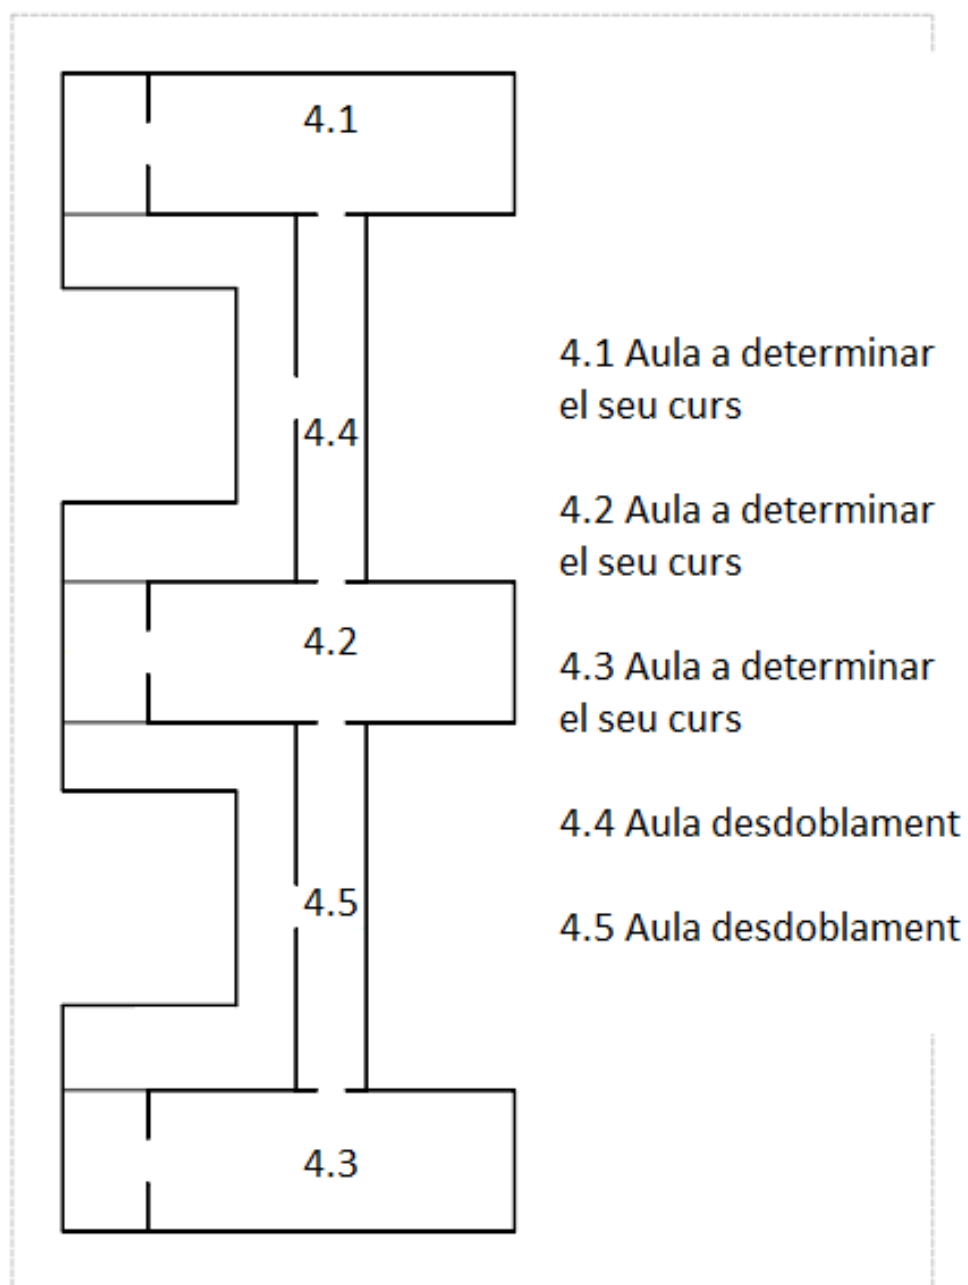 4.1
4.4
4.2
4.5
4.3
4.1 Aula a determinar
el seu curs
4.2 Aula a determinar
el seu curs
4.3 Aula a determinar
el seu curs
4.4 Aula desdoblament
4.5 Aula desdoblament